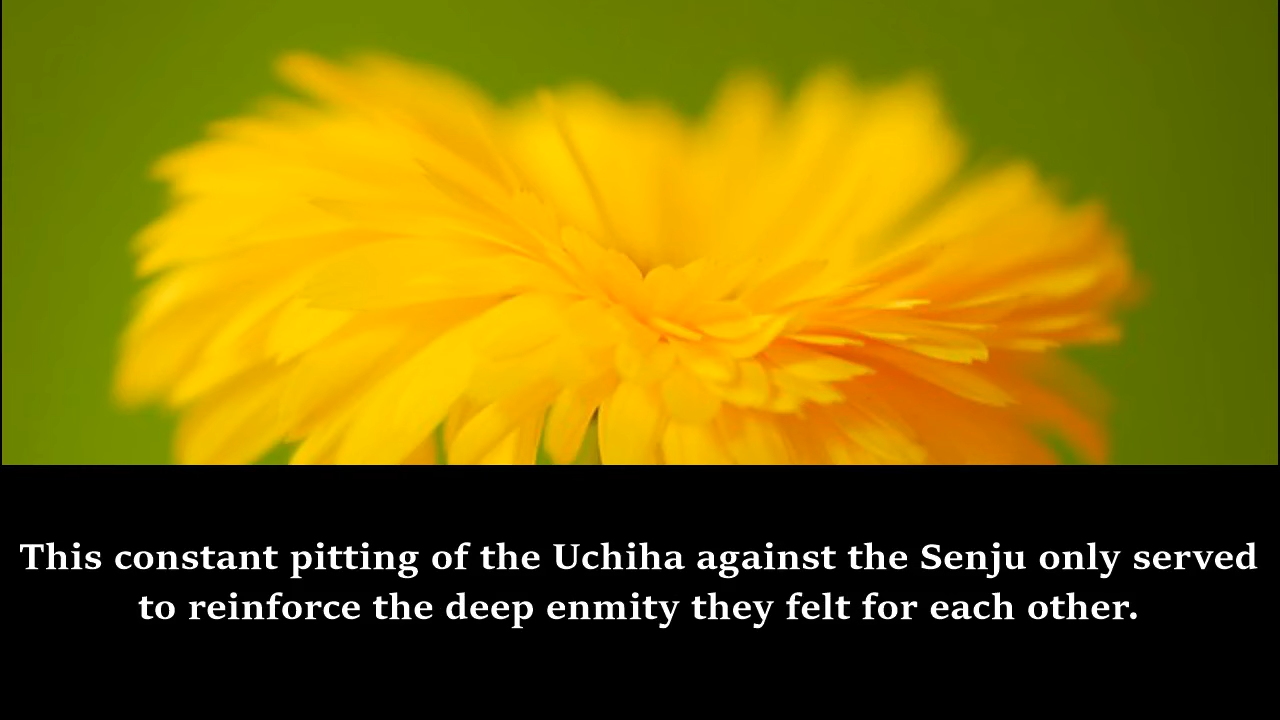 This constant pitting of the Uchiha against the Senju only served
to reinforce the deep enmity they felt for each other.